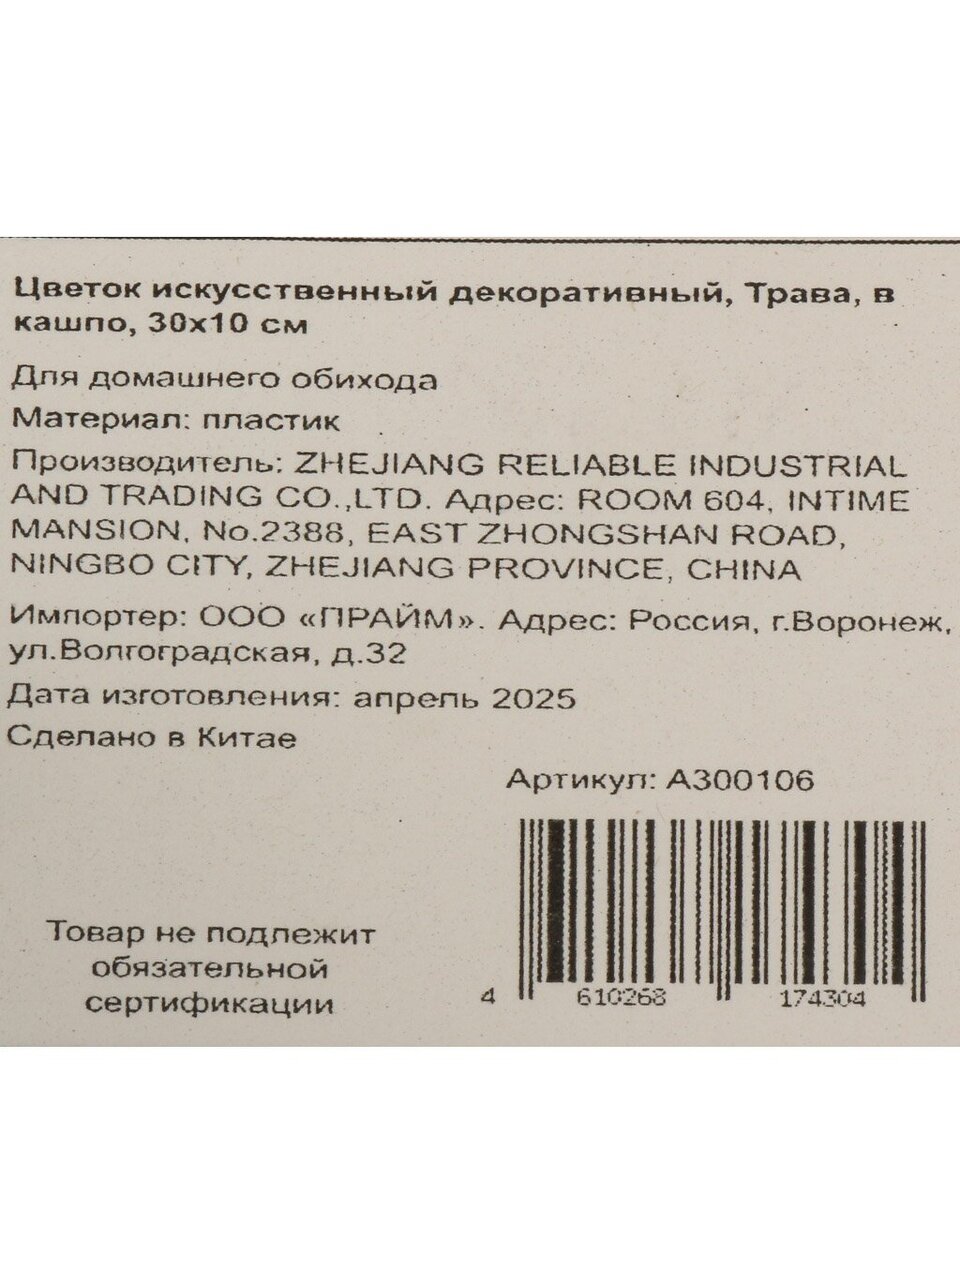 Цветок искусственный декоративный, Трава, в
кашпо, 30х10 см
Для домашнего обихода
Материал: пластик
Производитель: ZHEJIANG RELIABLE INDUSTRIAL
AND TRADING CO.,LTD. Адрес: ROOM 604, INTIME
MANSION, No.2388, EAST ZHONGSHAN ROAD,
NINGBO CITY, ZHEJIANG PROVINCE, CHINA
Импортер: ООО «ПРАЙМ». Адрес: Россия, г.Воронеж,
ул.Волгоградская, д.32
Дата изготовления: апрель 2025
Сделано в Китае
Артикул: А300106
Товар не подлежит
обязательной
сертификации
4 610268 174304